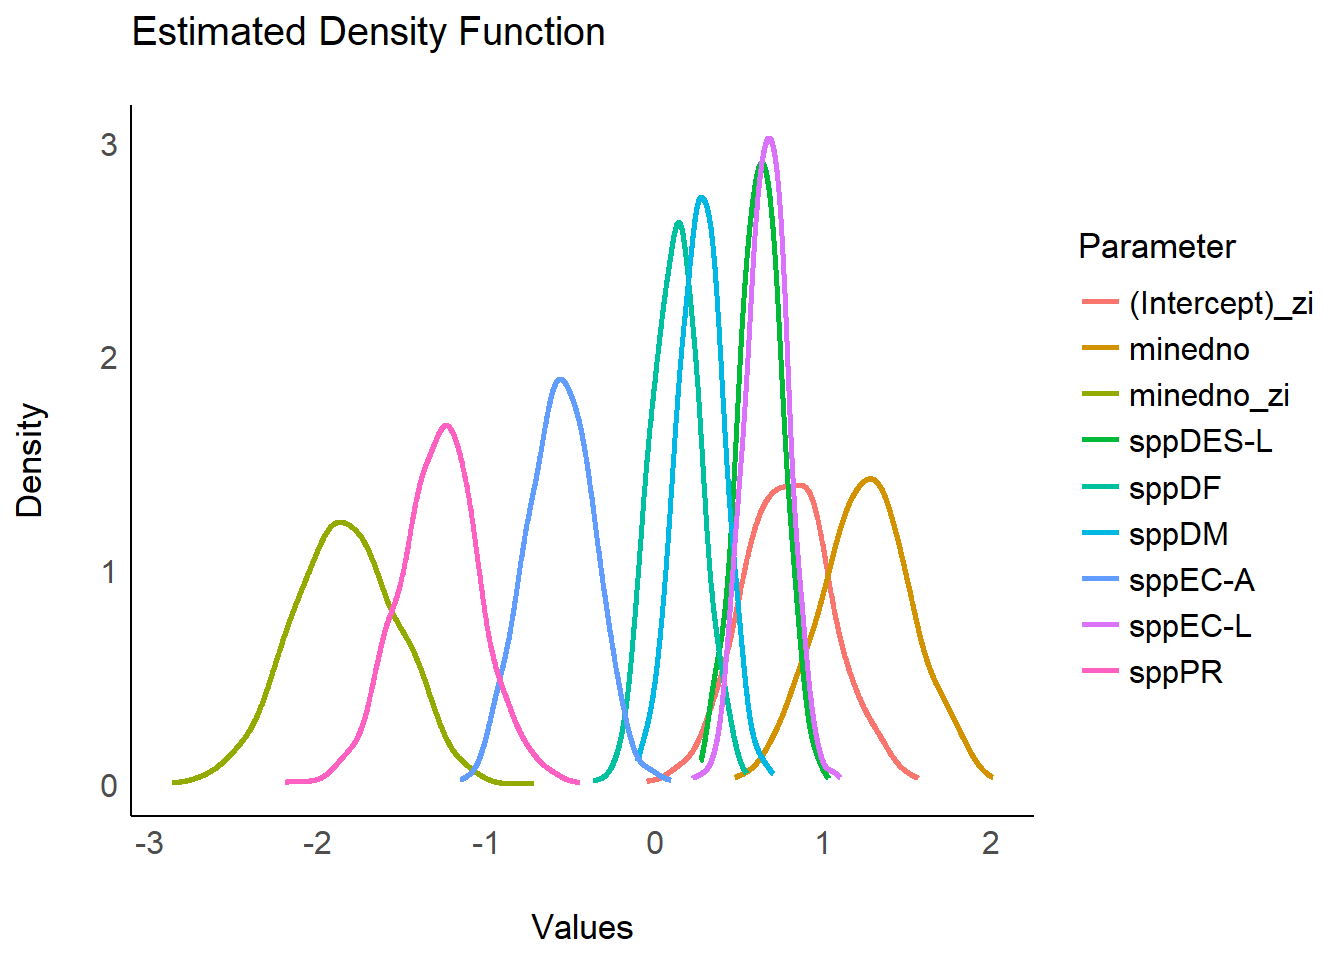 Estimated Density Function
3
2
1
0
Density
-3
-2
-1
0
1
2
Values
Parameter
(Intercept)_zi
minedno
minedno_zi
sppDES-L
sppDF
sppDM
sppEC-A
sppEC-L
sppPR